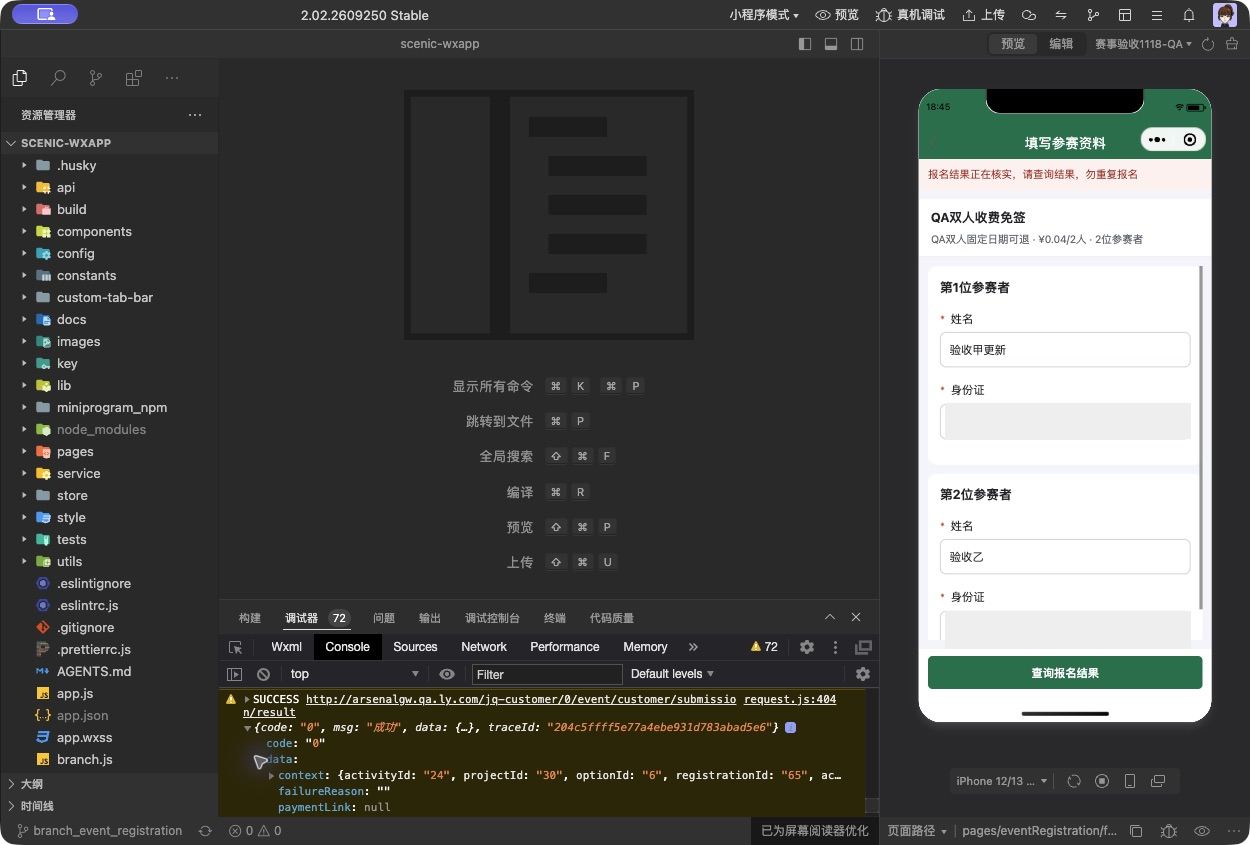 2.02.2609250 Stable
小程序模式
预览
真机调试
上传
scenic-wxapp
预览
编辑
赛事验收1118-QA
资源管理器
SCENIC-WXAPP
.husky
api
build
components
config
constants
custom-tab-bar
docs
images
key
lib
miniprogram_npm
node_modules
pages
service
store
style
tests
utils
.eslintignore
.eslintrc.js
.gitignore
.prettierrc.js
AGENTS.md
app.js
app.json
app.wxss
branch.js
大纲
时间线
显示所有命令 ⌘ K ⌘ P
跳转到文件 ⌘ P
全局搜索 ⇧ ⌘ F
编译 ⌘ R
预览 ⇧ ⌘ P
上传 ⇧ ⌘ U
构建 调试器 72 问题 输出 调试控制台 终端 代码质量
Wxml Console Sources Network Performance Memory » 72
top Filter Default levels
SUCCESS http://arsenalgw.qa.ly.com/jq-customer/0/event/customer/submissio request.js:404
n/result
{code: "0", msg: "成功", data: {…}, traceId: "204c5ffff5e77a4ebe931d783abad5e6"}
code: "0"
data:
context: {activityId: "24", projectId: "30", optionId: "6", registrationId: "65", ac…
failureReason: ""
paymentLink: null
18:45
填写参赛资料
报名结果正在核实，请查询结果，勿重复报名
QA双人收费免签
QA双人固定日期可退 · ¥0.04/2人 · 2位参赛者
第1位参赛者
* 姓名
验收甲更新
* 身份证
第2位参赛者
* 姓名
验收乙
* 身份证
查询报名结果
iPhone 12/13 ...
branch_event_registration
0 0
已为屏幕阅读器优化
页面路径
pages/eventRegistration/f...